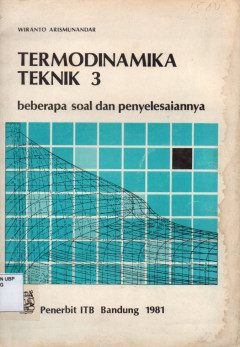 WIRANTO ARISMUNANDAR
TERMODINAMIKA
TEKNIK 3
beberapa soal dan penyelesaiannya
Penerbit ITB Bandung 1981